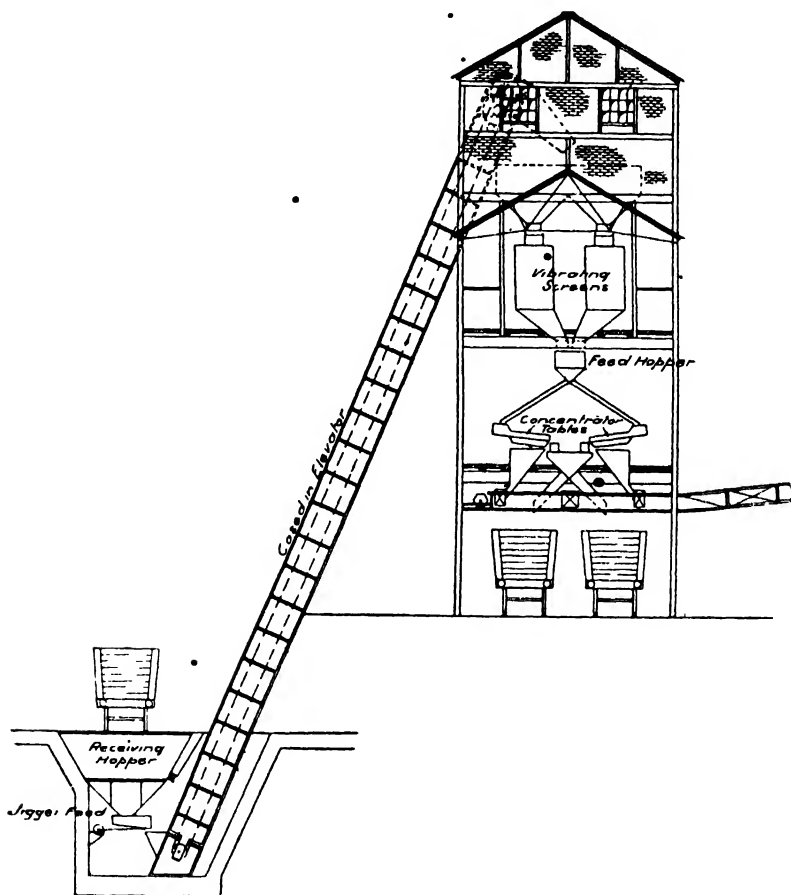 Vibrating
Screens
Feed Hopper
Concentrator
Tables
Cased in Elevator
Receiving
Hopper
Jigger Feed